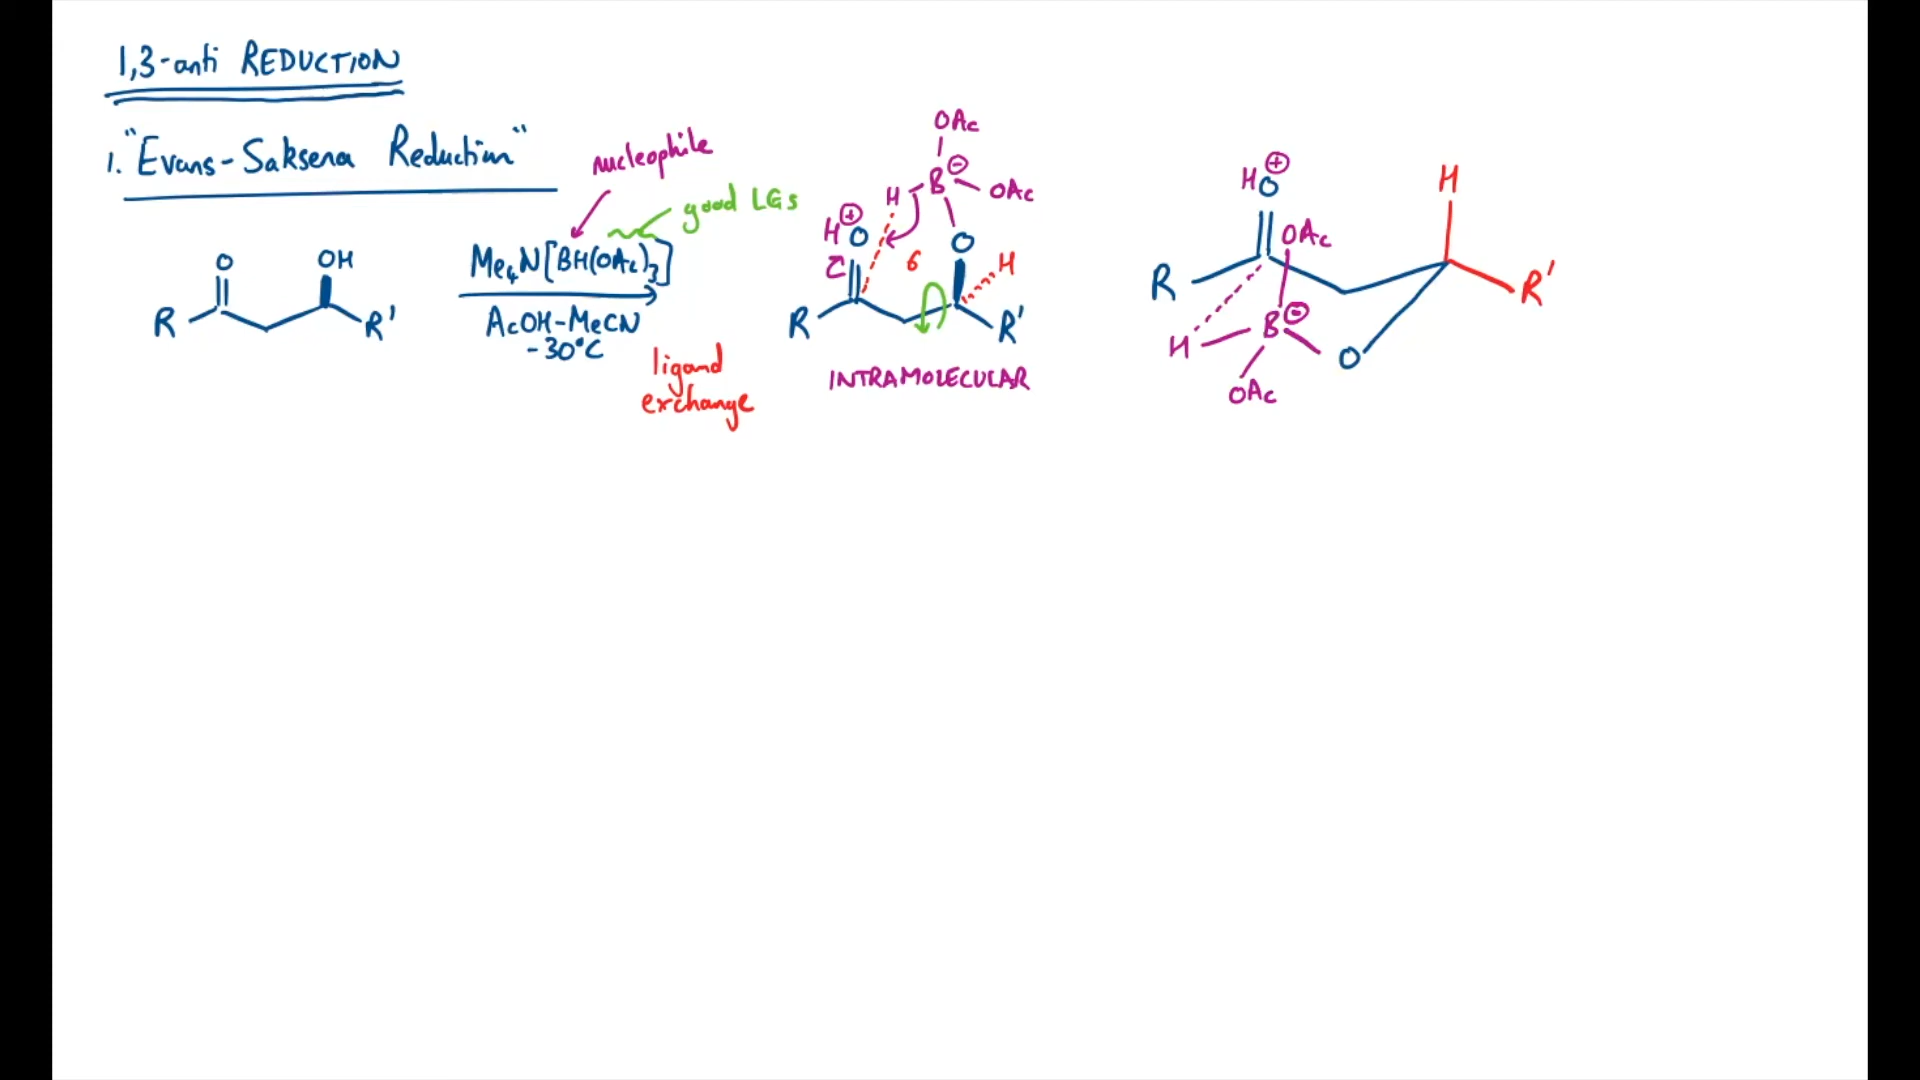 1,3-anti REDUCTION
1. "Evans-Saksena Reduction"
nucleophile
good LGs
O
OH
R
R'
Me₄N[BH(OAc)₃]
AcOH-MeCN
-30°C
ligand
exchange
OAc
H B ⊖ OAc
H O ⊕
O
6
H
R
R'
INTRAMOLECULAR
H O ⊕
H
OAc
R
R'
H B ⊖
O
OAc